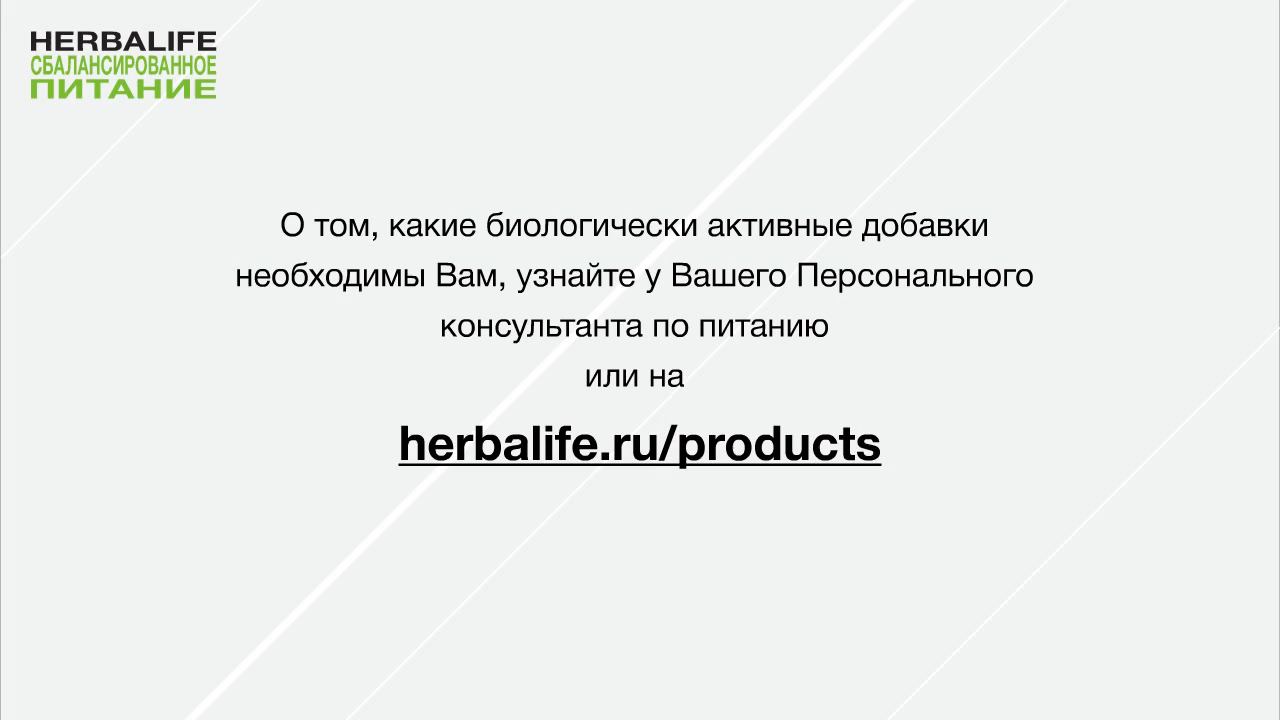 HERBALIFE
СБАЛАНСИРОВАННОЕ
ПИТАНИЕ
О том, какие биологически активные добавки
необходимы Вам, узнайте у Вашего Персонального
консультанта по питанию
или на
herbalife.ru/products